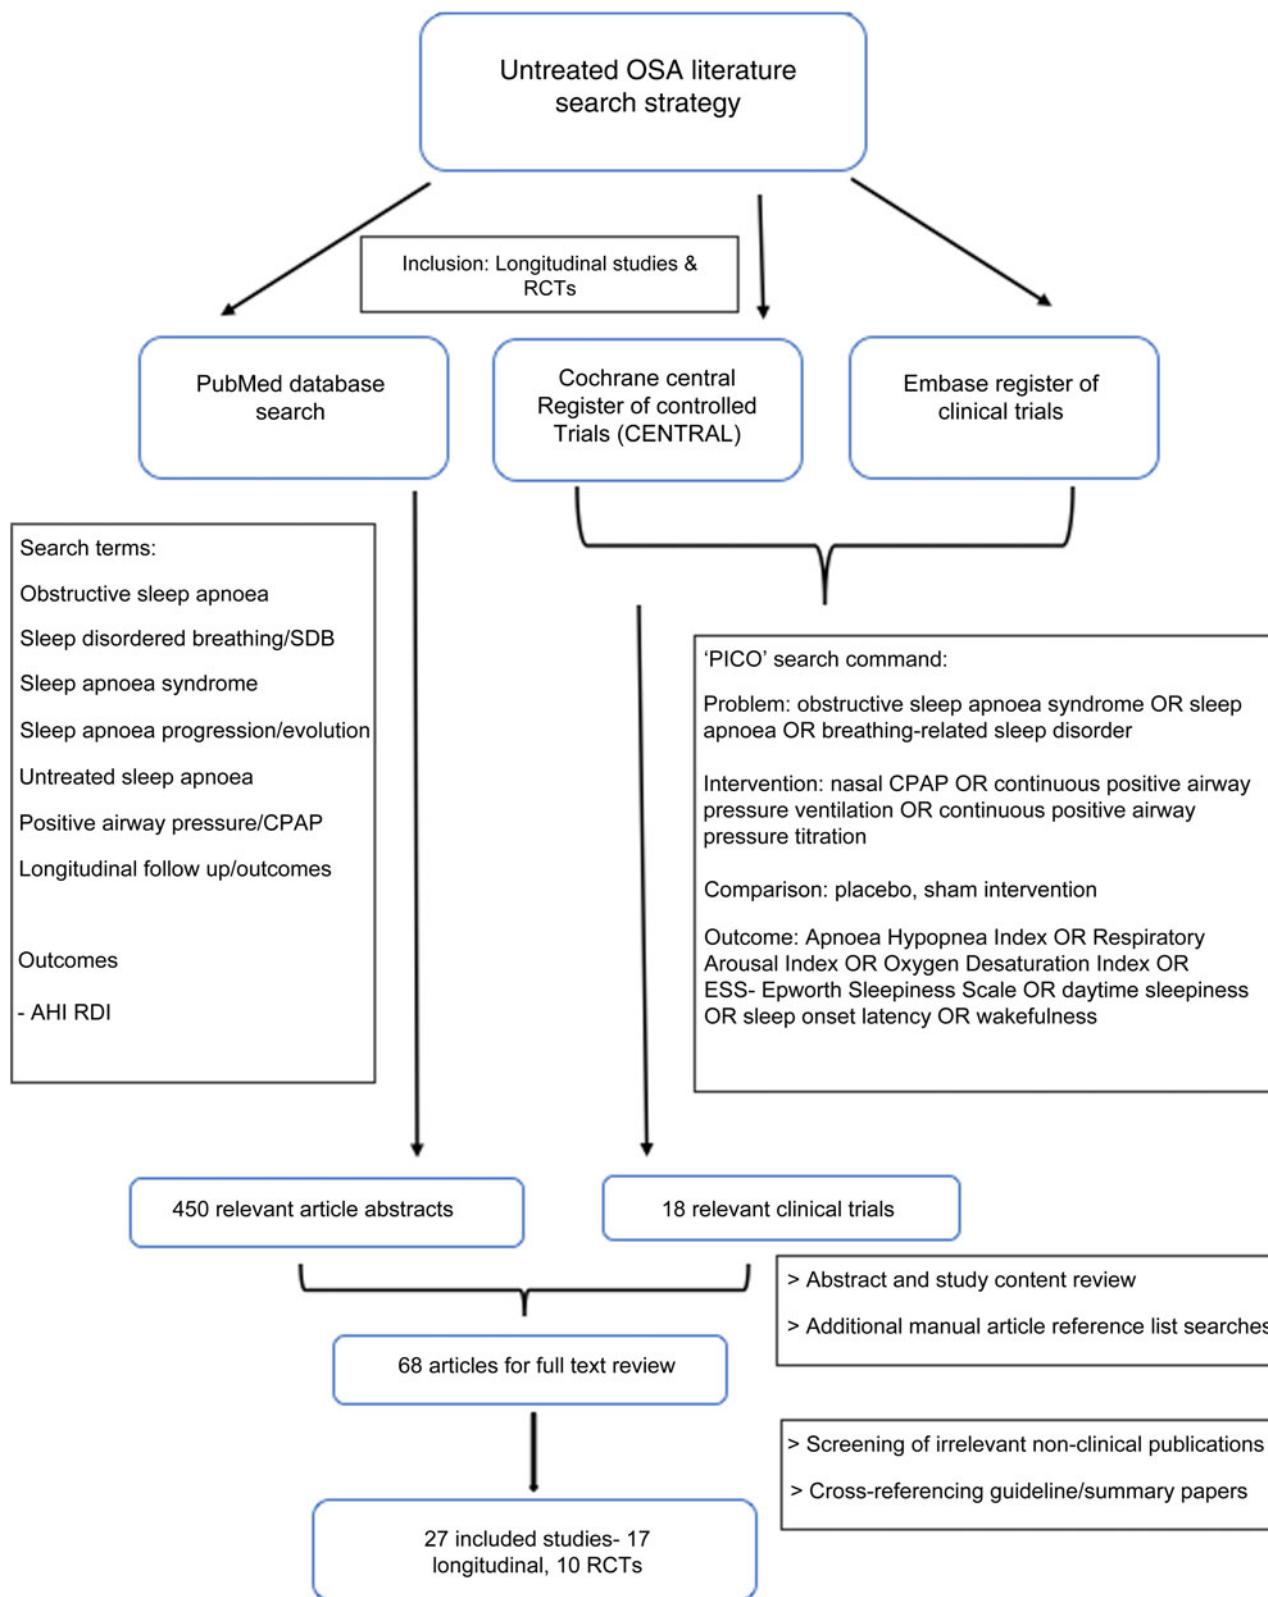 Untreated OSA literature
search strategy
Inclusion: Longitudinal studies &
RCTs
PubMed database
search
Cochrane central
Register of controlled
Trials (CENTRAL)
Embase register of
clinical trials
Search terms:
Obstructive sleep apnoea
Sleep disordered breathing/SDB
Sleep apnoea syndrome
Sleep apnoea progression/evolution
Untreated sleep apnoea
Positive airway pressure/CPAP
Longitudinal follow up/outcomes
Outcomes
- AHI RDI
‘PICO’ search command:
Problem: obstructive sleep apnoea syndrome OR sleep
apnoea OR breathing-related sleep disorder
Intervention: nasal CPAP OR continuous positive airway
pressure ventilation OR continuous positive airway
pressure titration
Comparison: placebo, sham intervention
Outcome: Apnoea Hypopnea Index OR Respiratory
Arousal Index OR Oxygen Desaturation Index OR
ESS- Epworth Sleepiness Scale OR daytime sleepiness
OR sleep onset latency OR wakefulness
450 relevant article abstracts
18 relevant clinical trials
> Abstract and study content review
> Additional manual article reference list searches
68 articles for full text review
> Screening of irrelevant non-clinical publications
> Cross-referencing guideline/summary papers
27 included studies- 17
longitudinal, 10 RCTs